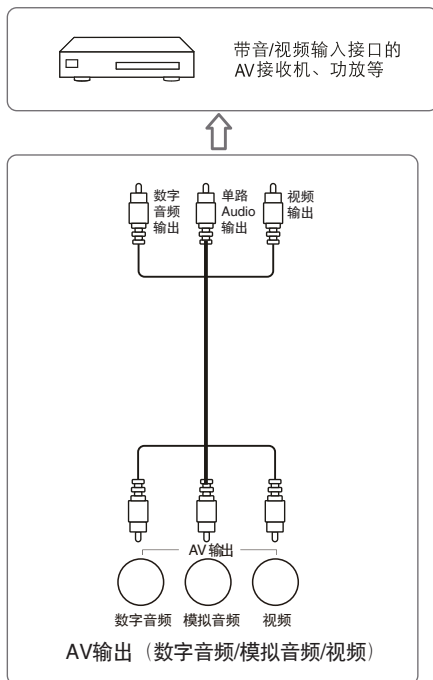 带音/视频输入接口的
AV接收机、功放等
数字
音频
输出
单路
Audio
输出
视频
输出
AV 输出
数字音频 模拟音频 视频
AV输出（数字音频/模拟音频/视频）